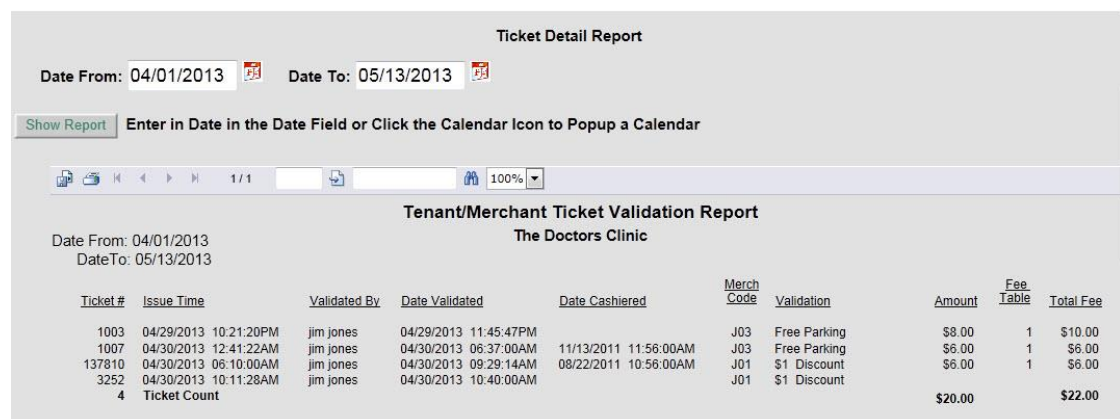 Ticket Detail Report
Date From: 04/01/2013 Date To: 05/13/2013
Show Report Enter in Date in the Date Field or Click the Calendar Icon to Popup a Calendar
1 / 1 100%
Tenant/Merchant Ticket Validation Report
Date From: 04/01/2013 The Doctors Clinic
DateTo: 05/13/2013
Ticket # Issue Time Validated By Date Validated Date Cashiered Merch Code Validation Amount Fee Table Total Fee
1003 04/29/2013 10:21:20PM jim jones 04/29/2013 11:45:47PM J03 Free Parking $8.00 1 $10.00
1007 04/30/2013 12:41:22AM jim jones 04/30/2013 06:37:00AM 11/13/2011 11:56:00AM J03 Free Parking $6.00 1 $6.00
137810 04/30/2013 06:10:00AM jim jones 04/30/2013 09:29:14AM 08/22/2011 10:56:00AM J01 $1 Discount $6.00 1 $6.00
3252 04/30/2013 10:11:28AM jim jones 04/30/2013 10:40:00AM J01 $1 Discount
4 Ticket Count $20.00 $22.00